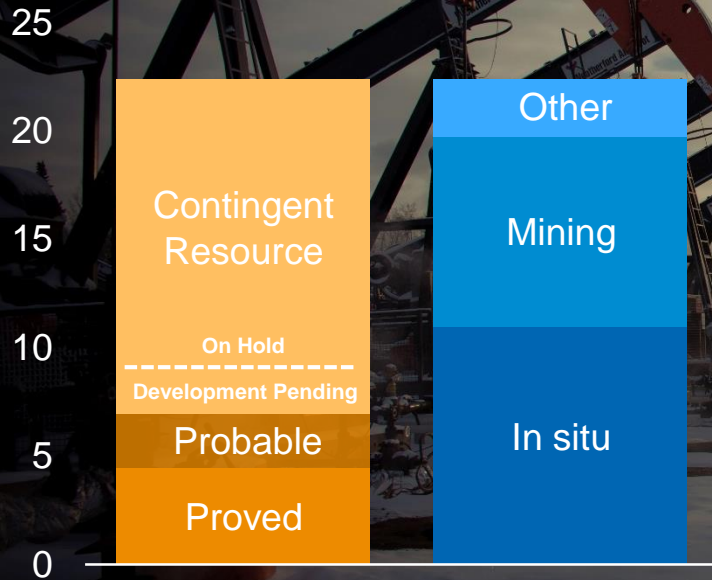 25
20
15
10
5
0
Contingent
Resource
On Hold
Development Pending
Probable
Proved
Other
Mining
In situ